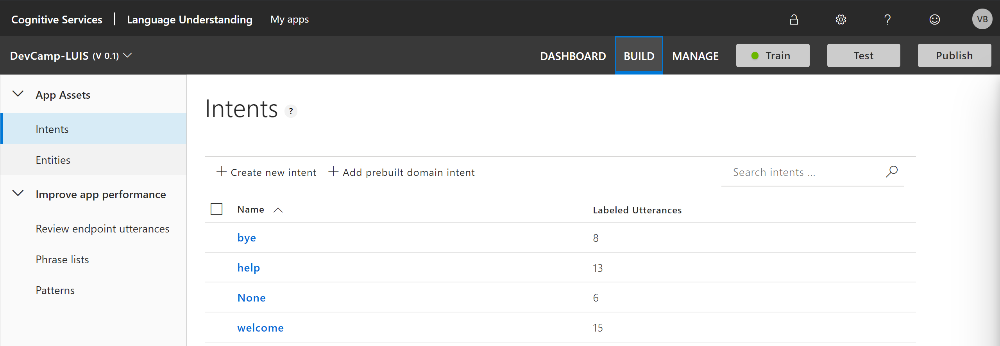 Cognitive Services | Language Understanding My apps VB
DevCamp-LUIS (V 0.1) DASHBOARD BUILD MANAGE Train Test Publish
App Assets
Intents
Entities
Improve app performance
Review endpoint utterances
Phrase lists
Patterns
Intents ?
Create new intent Add prebuilt domain intent Search intents ...
Name Labeled Utterances
bye 8
help 13
None 6
welcome 15